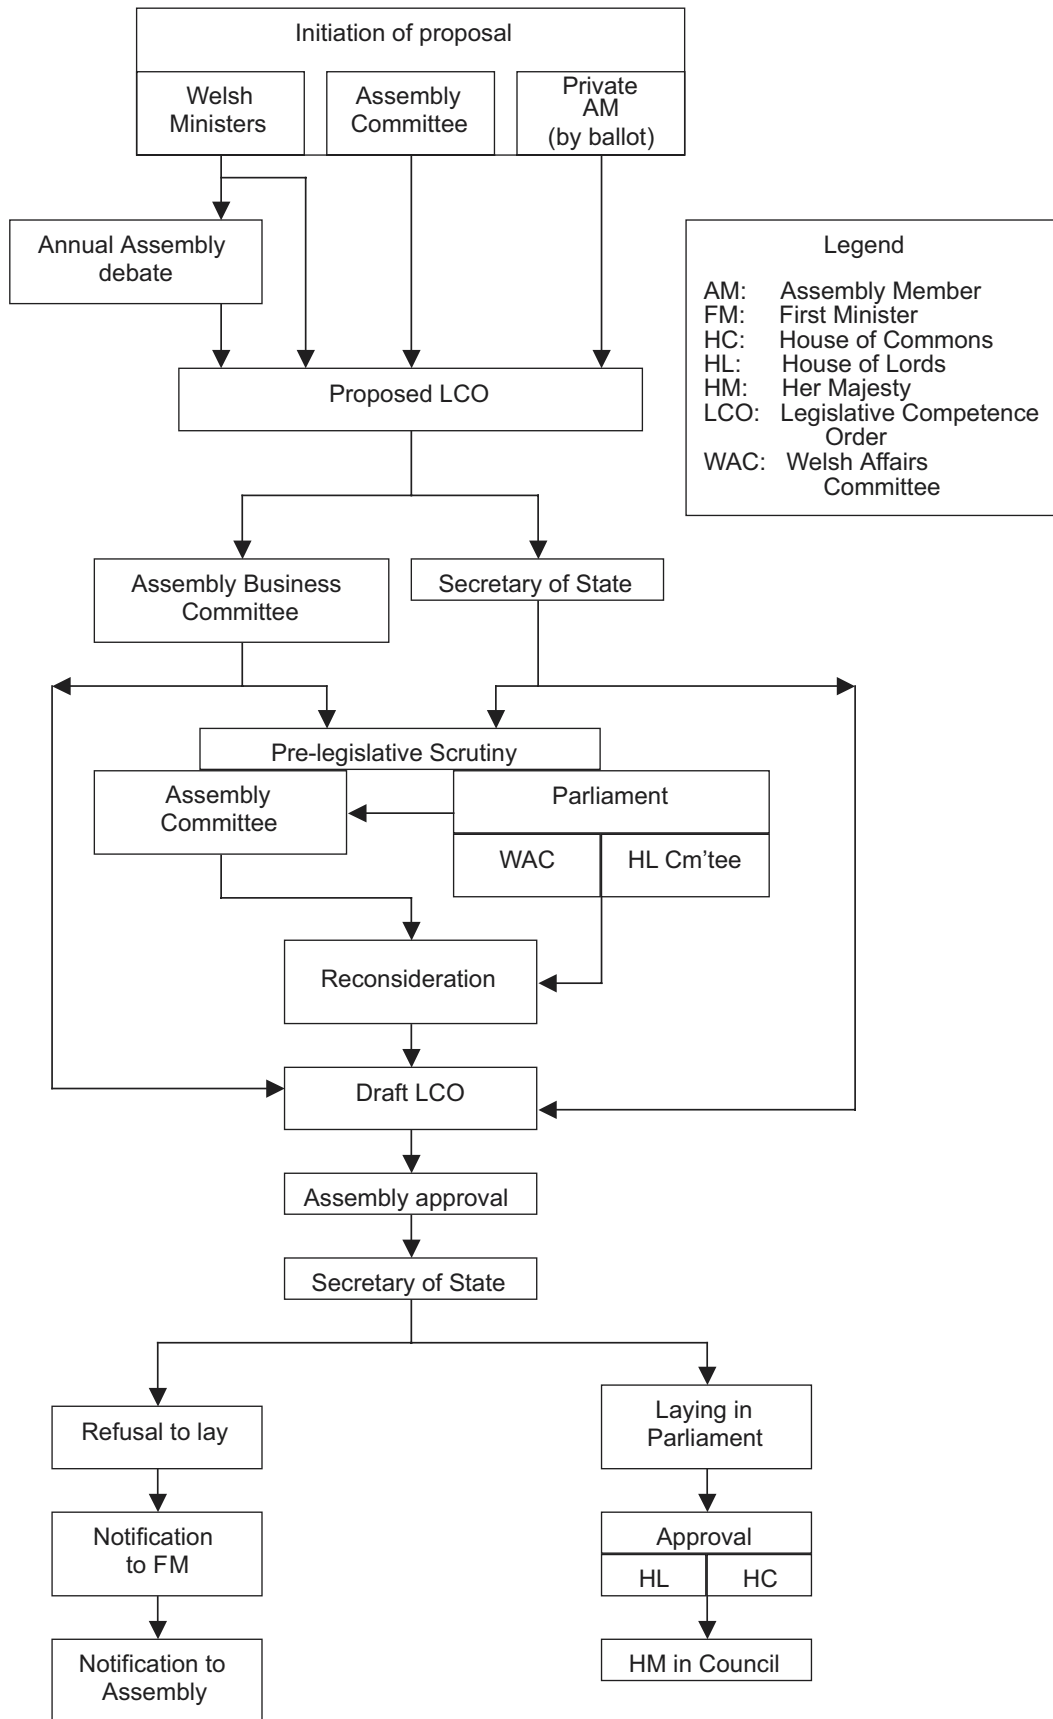 Initiation of proposal
Welsh
Ministers
Assembly
Committee
Private
AM
(by ballot)
Annual Assembly
debate
Legend
AM: Assembly Member
FM: First Minister
HC: House of Commons
HL: House of Lords
HM: Her Majesty
LCO: Legislative Competence
Order
WAC: Welsh Affairs
Committee
Proposed LCO
Assembly Business
Committee
Secretary of State
Pre-legislative Scrutiny
Assembly
Committee
Parliament
WAC
HL Cm’tee
Reconsideration
Draft LCO
Assembly approval
Secretary of State
Refusal to lay
Notification
to FM
Notification to
Assembly
Laying in
Parliament
Approval
HL
HC
HM in Council